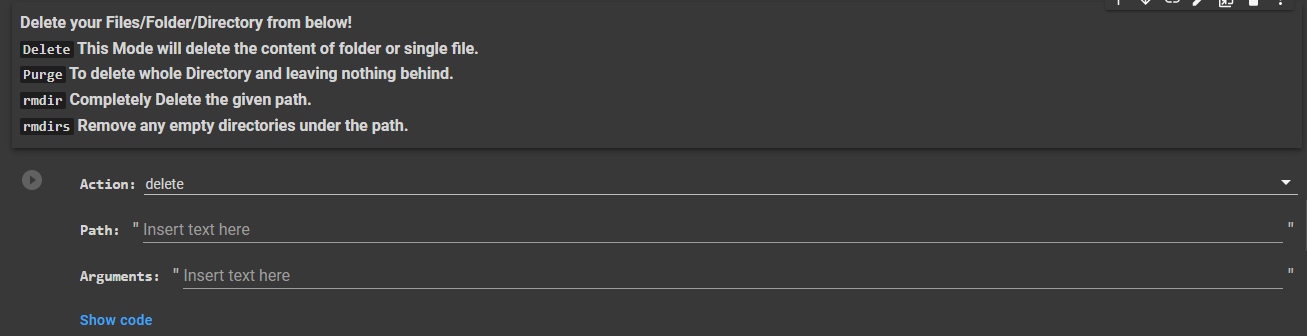 Delete your Files/Folder/Directory from below!
Delete This Mode will delete the content of folder or single file.
Purge To delete whole Directory and leaving nothing behind.
rmdir Completely Delete the given path.
rmdirs Remove any empty directories under the path.
Action: delete
Path: "Insert text here"
Arguments: "Insert text here"
Show code